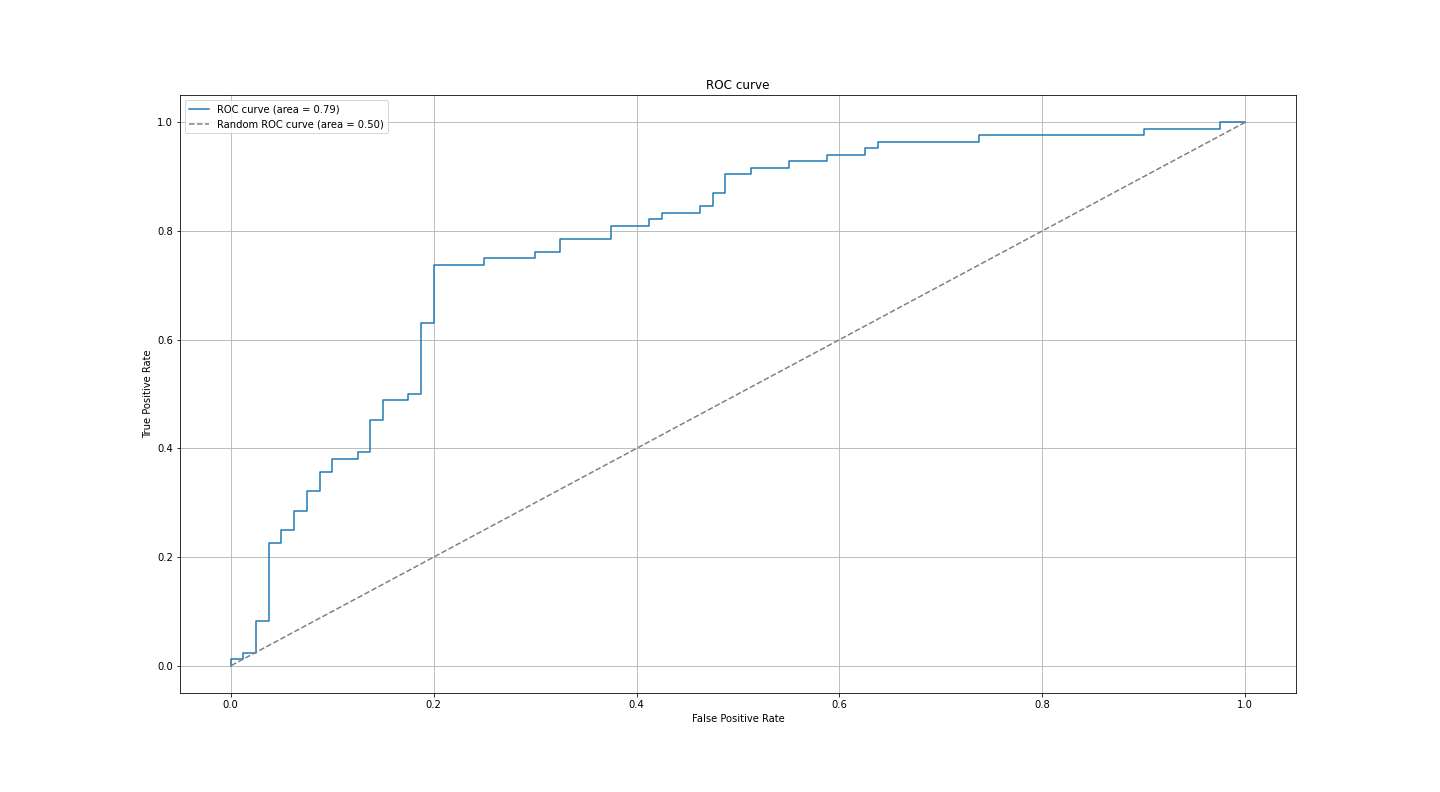 ROC curve
ROC curve (area = 0.79)
Random ROC curve (area = 0.50)
1.0
0.8
0.6
0.4
0.2
0.0
True Positive Rate
0.0 0.2 0.4 0.6 0.8 1.0
False Positive Rate